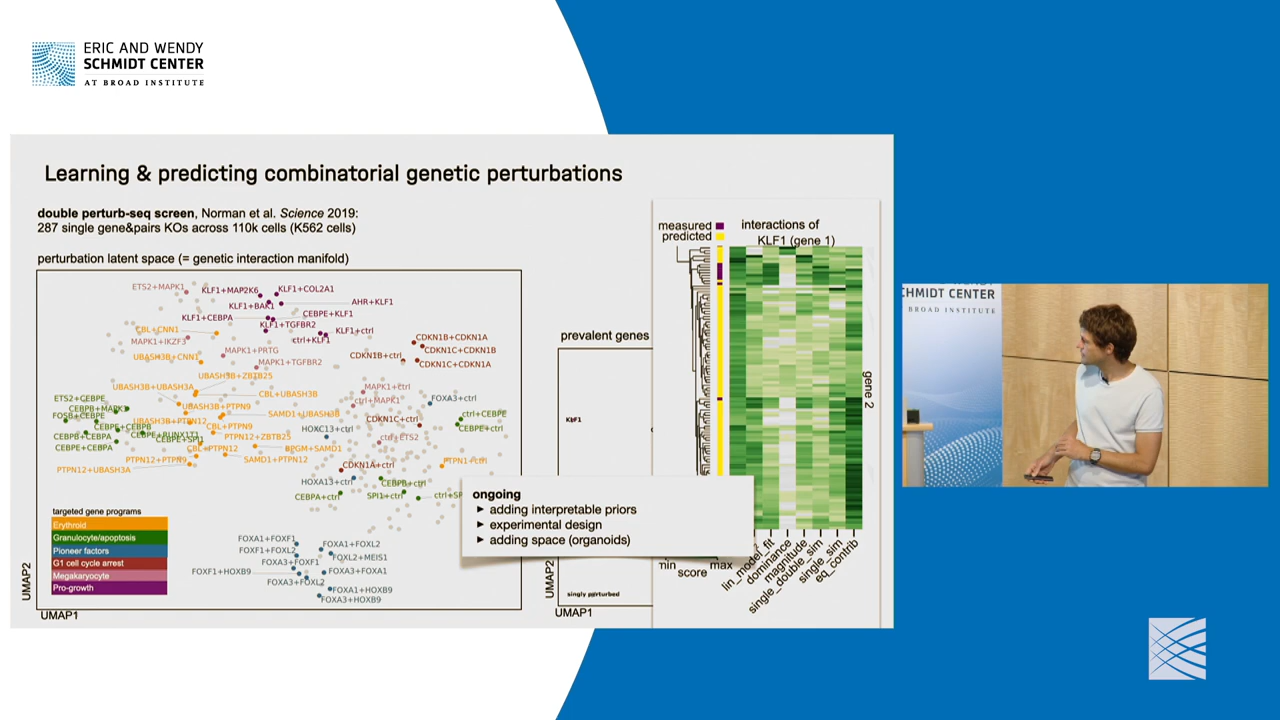 ERIC AND WENDY
SCHMIDT CENTER
AT BROAD INSTITUTE
Learning & predicting combinatorial genetic perturbations
double perturb-seq screen, Norman et al. Science 2019:
287 single gene&pairs KOs across 110k cells (K562 cells)
perturbation latent space (= genetic interaction manifold)
ETS2+MAPK1
KLF1+MAP2K6
KLF1+COL2A1
KLF1+BAK1
AHR+KLF1
KLF1+CEBPA
CEBPE+KLF1
KLF1+TGFBR2
KLF1+ctrl
ctrl+KLF1
CBL+CNN1
MAPK1+IKZF3
UBASH3B+CNN1
MAPK1+PRTG
MAPK1+TGFBR2
CDKN1B+CDKN1A
CDKN1C+CDKN1B
CDKN1B+ctrl
CDKN1C+CDKN1A
UBASH3B+ZBTB25
UBASH3B+UBASH3A
CBL+UBASH3B
MAPK1+ctrl
ctrl+MAPK1
FOXA3+ctrl
ETS2+CEBPE
CEBPB+MAPK1
FOSB+CEBPE
UBASH3B+PTPN9
SAMD1+UBASH3B
UBASH3B+PTPN12
CEBPE+CEBPB
CBL+PTPN9
HOXC13+ctrl
CDKN1C+ctrl
ctrl+CEBPE
CEBPE+ctrl
CEBPB+CEBPA
CEBPE+RUNX1T1
CEBPE+SPI1
CEBPE+CEBPA
PTPN12+ZBTB25
ctrl+ETS2
CBL+PTPN12
BPGM+SAMD1
PTPN12+PTPN9
SAMD1+PTPN12
PTPN12+UBASH3A
CDKN1A+ctrl
PTPN1+ctrl
HOXA13+ctrl
CEBPB+ctrl
CEBPA+ctrl
SPI1+ctrl
ctrl+SP
targeted gene programs
Erythroid
Granulocyte/apoptosis
Pioneer factors
G1 cell cycle arrest
Megakaryocyte
Pro-growth
FOXA1+FOXF1
FOXA1+FOXL2
FOXF1+FOXL2
FOXL2+MEIS1
FOXA3+FOXF1
FOXF1+HOXB9
FOXA3+FOXA1
FOXA3+FOXL2
FOXA1+HOXB9
FOXA3+HOXB9
UMAP2
UMAP1
prevalent genes
KLF1
singly perturbed
UMAP2
UMAP1
ongoing
► adding interpretable priors
► experimental design
► adding space (organoids)
measured
predicted
interactions of
KLF1 (gene 1)
gene 2
min
max
score
lin_model_fit
dominance
magnitude
single_double_sim
single_sim
eq_contrib
CHMIDT CENTER
BROAD INSTITUTE